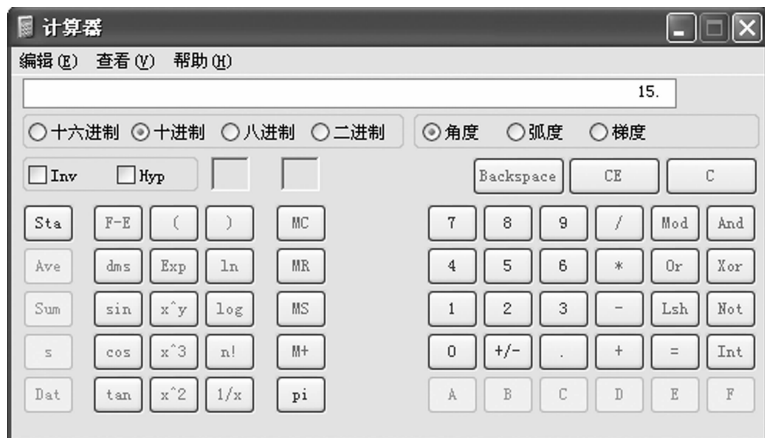 计算器
编辑(E) 查看(V) 帮助(H)
15.
十六进制 十进制 八进制 二进制 角度 弧度 梯度
Inv Hyp Backspace CE C
Sta F-E ( ) MC 7 8 9 / Mod And
Ave dms Exp ln MR 4 5 6 * Or Xor
Sum sin x^y log MS 1 2 3 - Lsh Not
s cos x^3 n! M+ 0 +/- . + = Int
Dat tan x^2 1/x pi A B C D E F